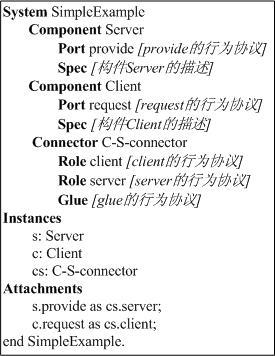 System SimpleExample
Component Server
Port provide [provide的行为协议]
Spec [构件Server的描述]
Component Client
Port request [request的行为协议]
Spec [构件Client的描述]
Connector C-S-connector
Role client [client的行为协议]
Role server [server的行为协议]
Glue [glue的行为协议]
Instances
s: Server
c: Client
cs: C-S-connector
Attachments
s.provide as cs.server;
c.request as cs.client;
end SimpleExample.